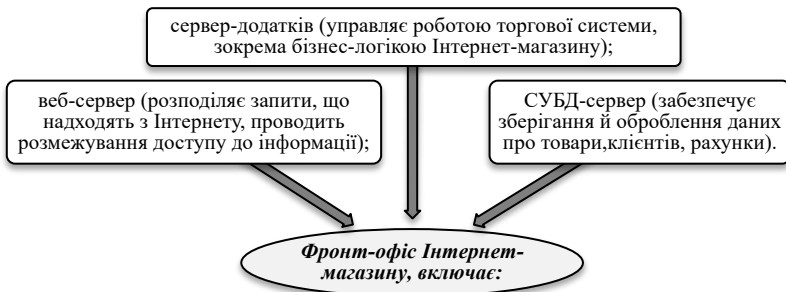 сервер-додатків (управляє роботою торгової системи,
зокрема бізнес-логікою Інтернет-магазину);
веб-сервер (розподіляє запити, що
надходять з Інтернету, проводить
розмежування доступу до інформації);
СУБД-сервер (забезпечує
зберігання й оброблення даних
про товари,клієнтів, рахунки).
Фронт-офіс Інтернет-
магазину, включає: